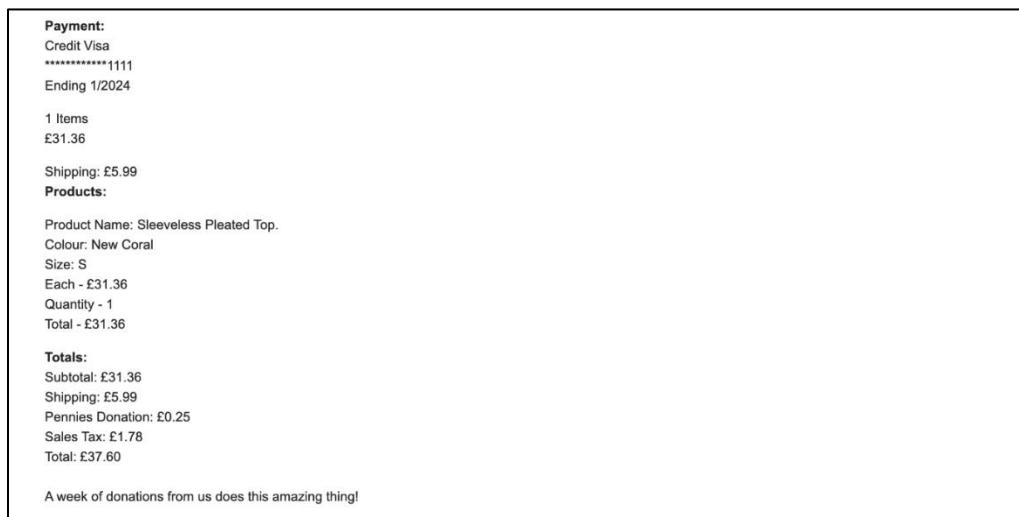 Payment:
Credit Visa
************1111
Ending 1/2024
1 Items
£31.36
Shipping: £5.99
Products:
Product Name: Sleeveless Pleated Top.
Colour: New Coral
Size: S
Each - £31.36
Quantity - 1
Total - £31.36
Totals:
Subtotal: £31.36
Shipping: £5.99
Pennies Donation: £0.25
Sales Tax: £1.78
Total: £37.60
A week of donations from us does this amazing thing!